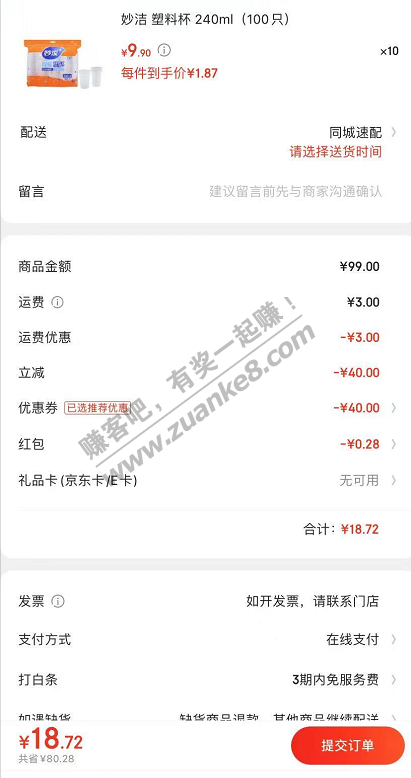 妙洁 塑料杯 240ml（100只）
¥9.90
×10
每件到手价¥1.87
妙洁
配送 同城速配
请选择送货时间
留言 建议留言前先与商家沟通确认
商品金额 ¥99.00
运费 ¥3.00
运费优惠 -¥3.00
立减 -¥40.00
优惠券 已选推荐优惠 -¥40.00
红包 -¥0.28
礼品卡(京东卡/E卡) 无可用
合计：¥18.72
赚客吧，有奖一起赚！
www.zuanke8.com
发票 如开发票，请联系门店
支付方式 在线支付
打白条 3期内免服务费
如遇缺货 缺货商品退款，其他商品继续配送
¥18.72
共省¥80.28
提交订单